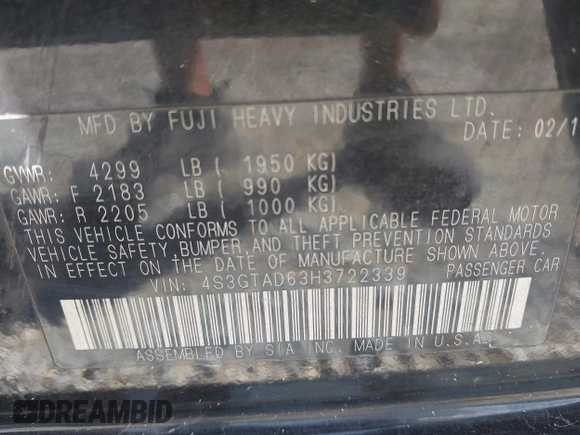 MFD BY FUJI HEAVY INDUSTRIES LTD.
DATE: 02/1
GVWR: 4299 LB ( 1950 KG)
GAWR: F 2183 LB ( 990 KG)
GAWR: R 2205 LB ( 1000 KG)
THIS VEHICLE CONFORMS TO ALL APPLICABLE FEDERAL MOTOR
VEHICLE SAFETY, BUMPER, AND THEFT PREVENTION STANDARDS
IN EFFECT ON THE DATE OF MANUFACTURE SHOWN ABOVE.
VIN: 4S3GTAD63H3722339 PASSENGER CAR
ASSEMBLED BY SIA INC. MADE IN U.S.A.
DREAMBID